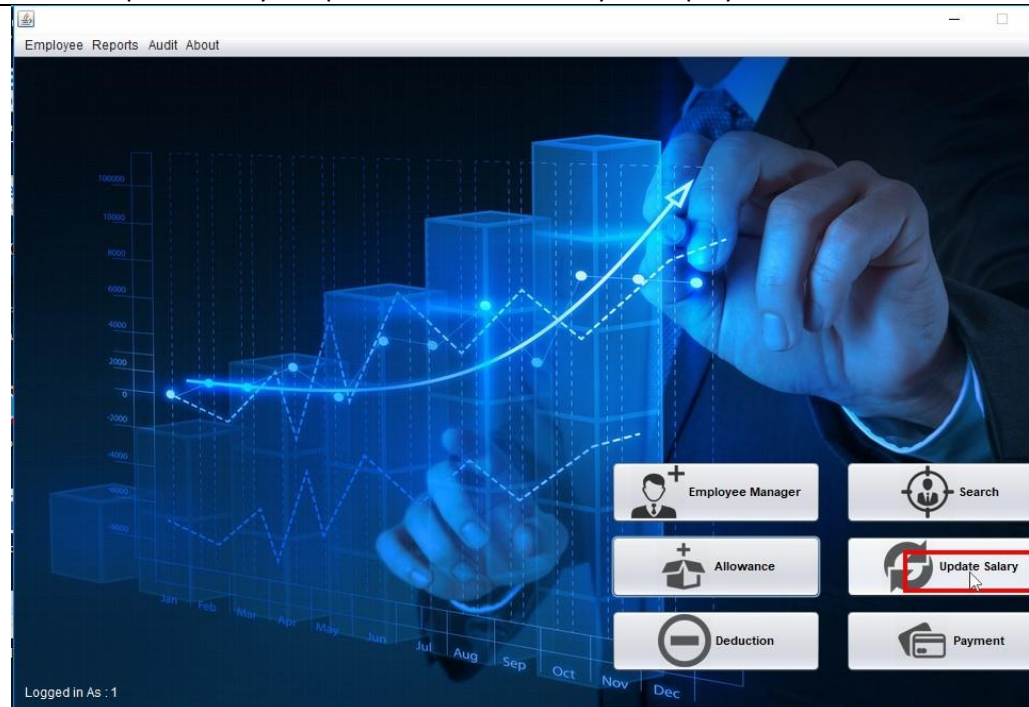 Employee Reports Audit About
100000
10000
8000
6000
4000
2000
0
-2000
-4000
-6000
-8000
Jan Feb Mar Apr May Jun Jul Aug Sep Oct Nov Dec
Employee Manager
Search
Allowance
Update Salary
Deduction
Payment
Logged in As : 1